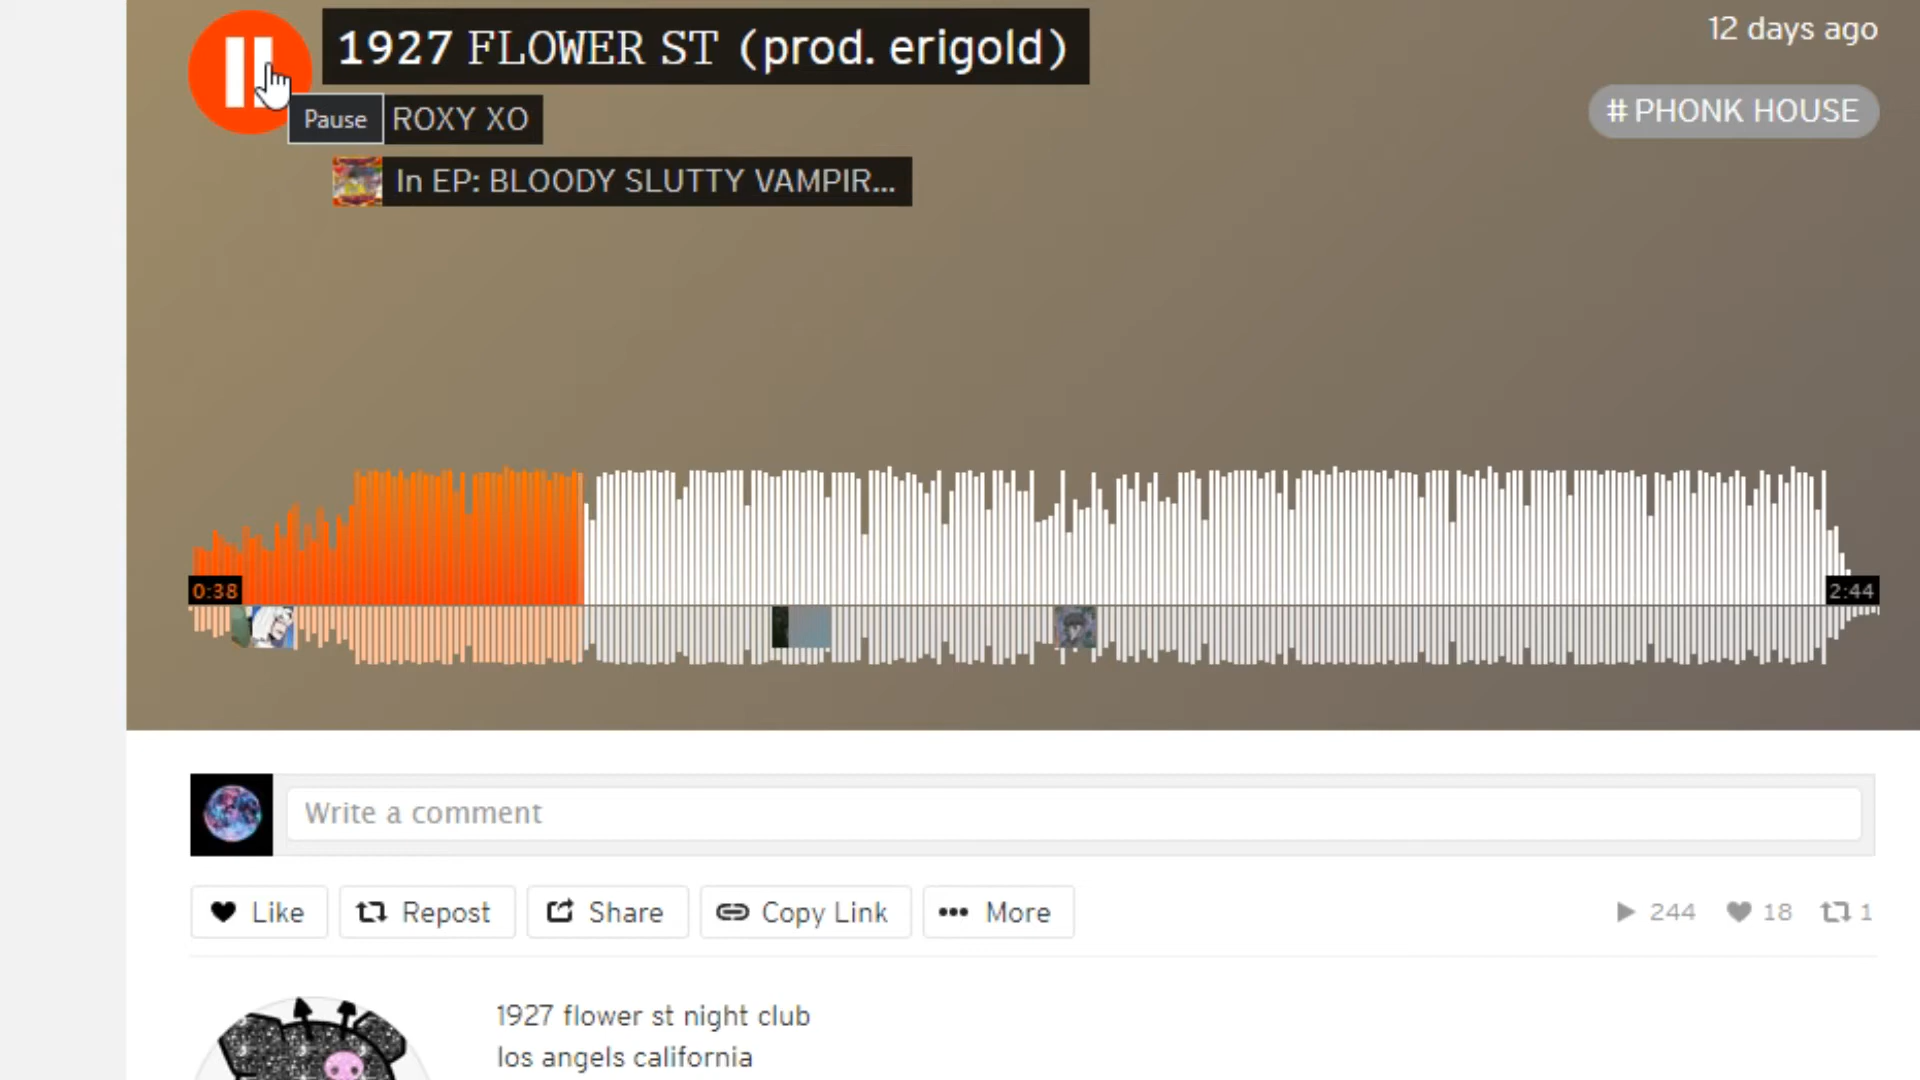 1927 FLOWER ST (prod. erigold)
12 days ago
Pause
ROXY XO
# PHONK HOUSE
In EP: BLOODY SLUTTY VAMPIR...
0:38
2:44
Write a comment
Like
Repost
Share
Copy Link
More
244
18
1
1927 flower st night club
los angels california